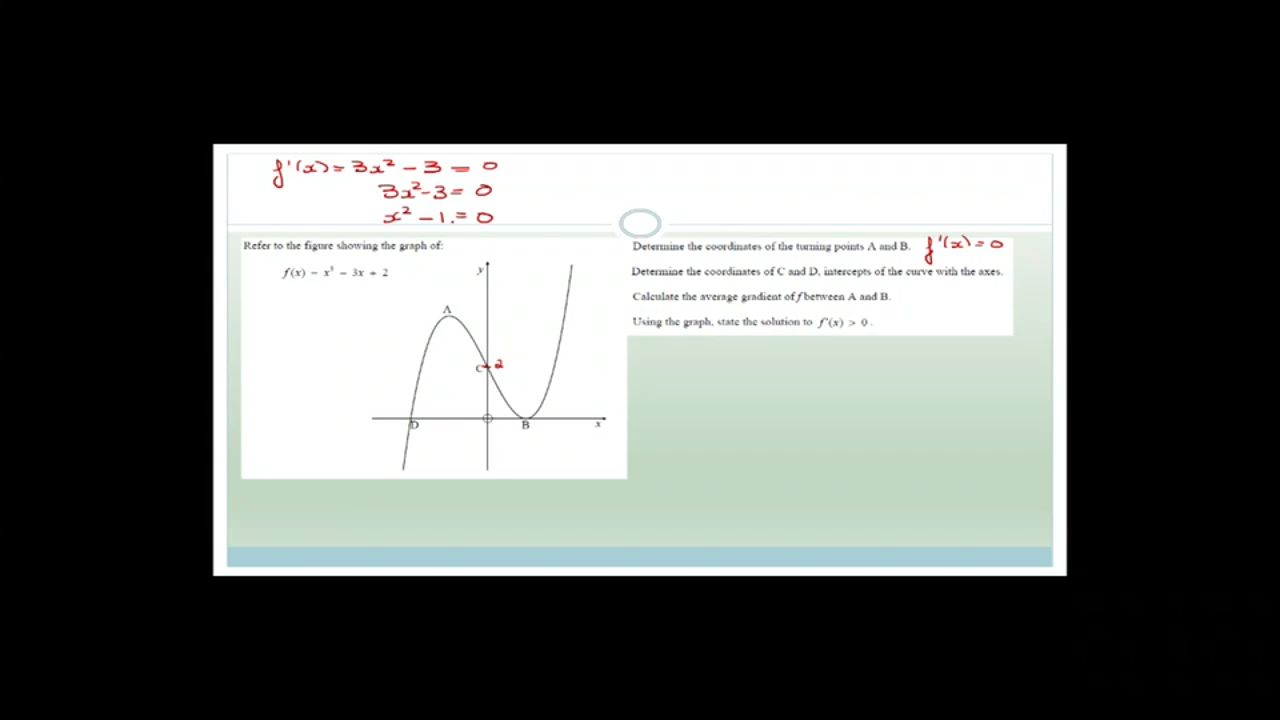 f'(x) = 3x² − 3 = 0
3x² − 3 = 0
x² − 1 = 0
Refer to the figure showing the graph of:
f(x) = x³ − 3x + 2
y
A
C
2
D
B
x
Determine the coordinates of the turning points A and B. f'(x) = 0
Determine the coordinates of C and D, intercepts of the curve with the axes.
Calculate the average gradient of f between A and B.
Using the graph, state the solution to f'(x) > 0.